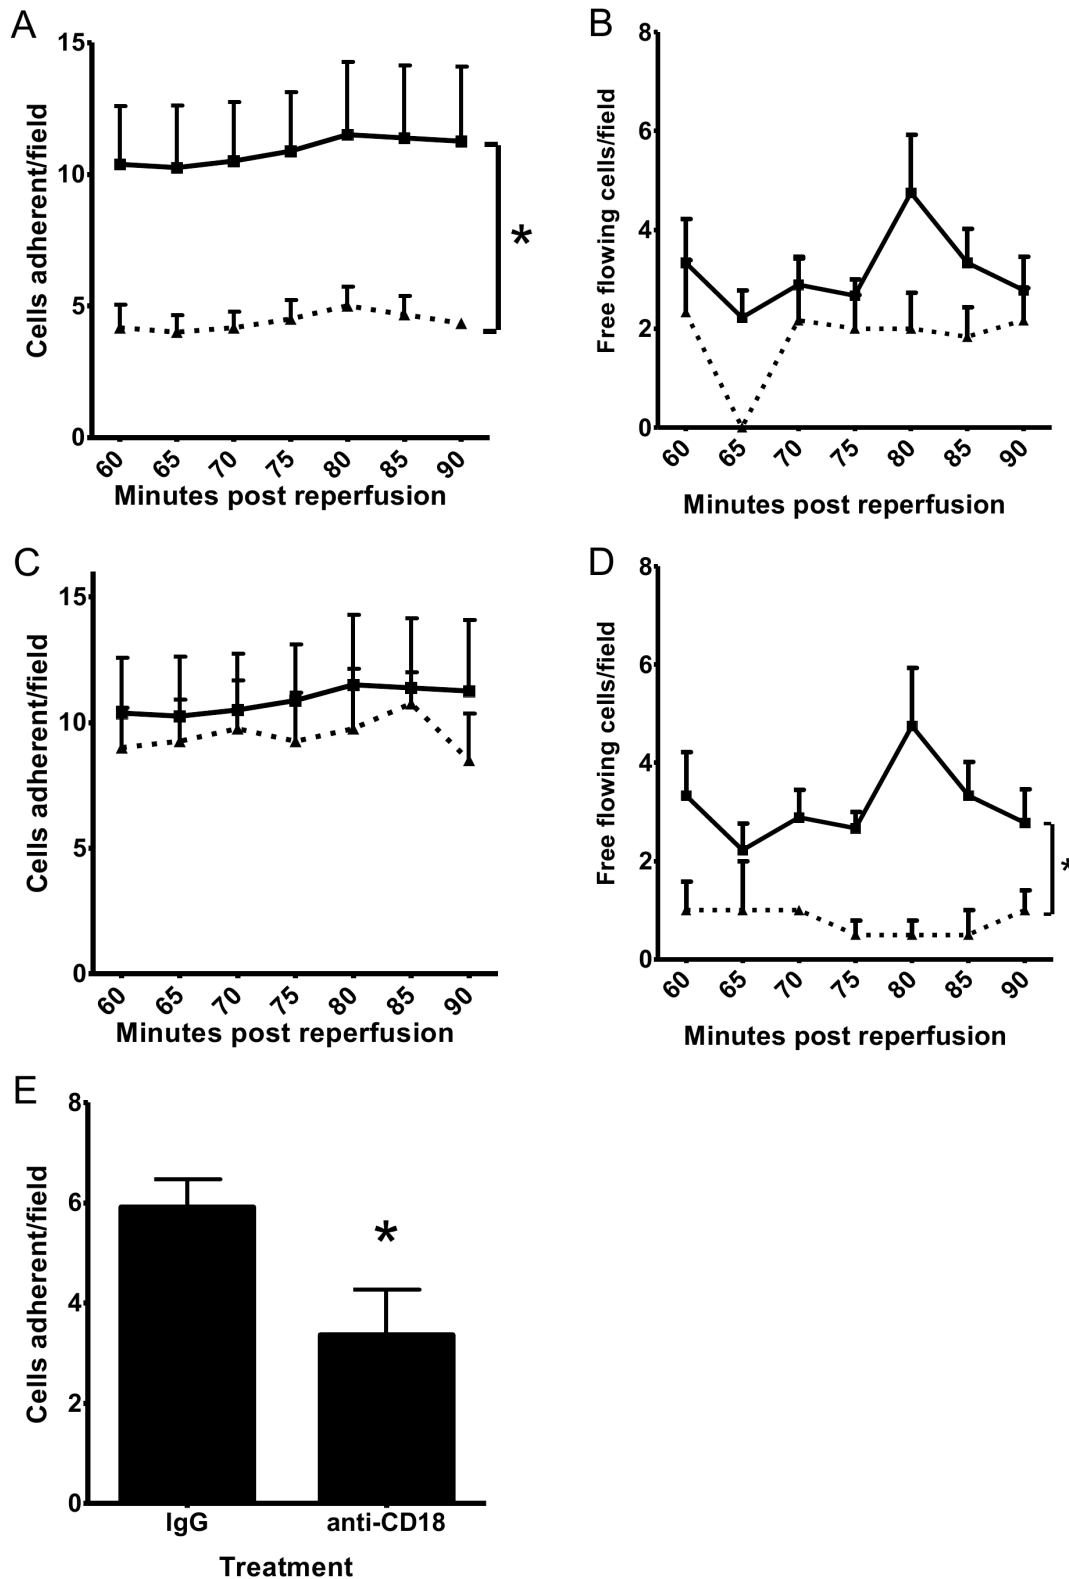 A
15
10
5
0
Cells adherent/field
*
60 65 70 75 80 85 90
Minutes post reperfusion
B
8
6
4
2
0
Free flowing cells/field
60 65 70 75 80 85 90
Minutes post reperfusion
C
15
10
5
0
Cells adherent/field
60 65 70 75 80 85 90
Minutes post reperfusion
D
8
6
4
2
0
Free flowing cells/field
*
60 65 70 75 80 85 90
Minutes post reperfusion
E
8
6
4
2
0
Cells adherent/field
*
IgG anti-CD18
Treatment